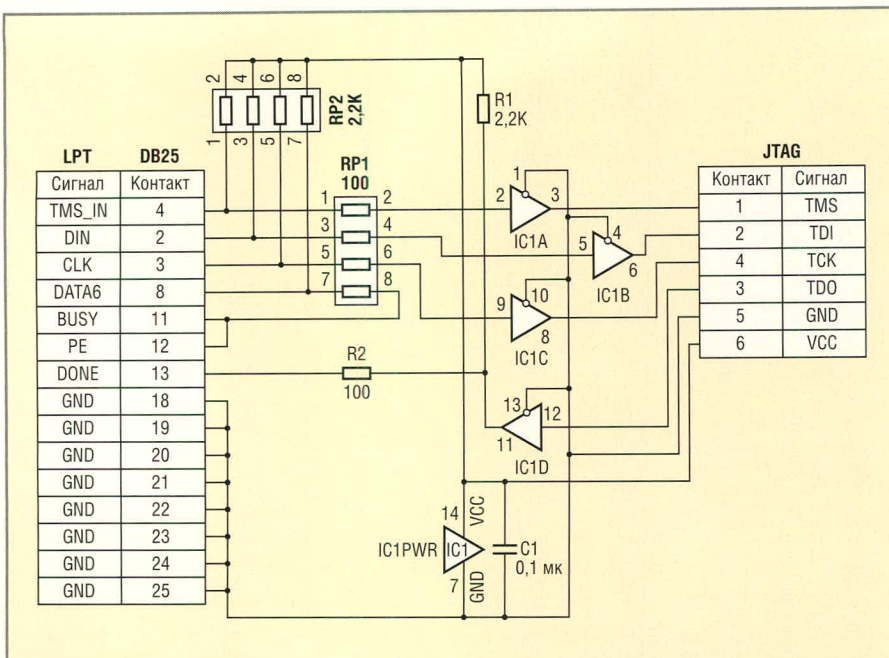 2 4 6 8
RP2
2,2K
1 3 5 7
R1
2,2K
LPT DB25
Сигнал Контакт
TMS_IN 4
DIN 2
CLK 3
DATA6 8
BUSY 11
PE 12
DONE 13
GND 18
GND 19
GND 20
GND 21
GND 22
GND 23
GND 24
GND 25
RP1
100
1 2
3 4
5 6
7 8
R2
100
1
2 3
IC1A
4
5 6
IC1B
10
9 8
IC1C
13 12
11
IC1D
JTAG
Контакт Сигнал
1 TMS
2 TDI
4 TCK
3 TDO
5 GND
6 VCC
14 VCC
IC1PWR IC1
7 GND
C1
0,1 мк